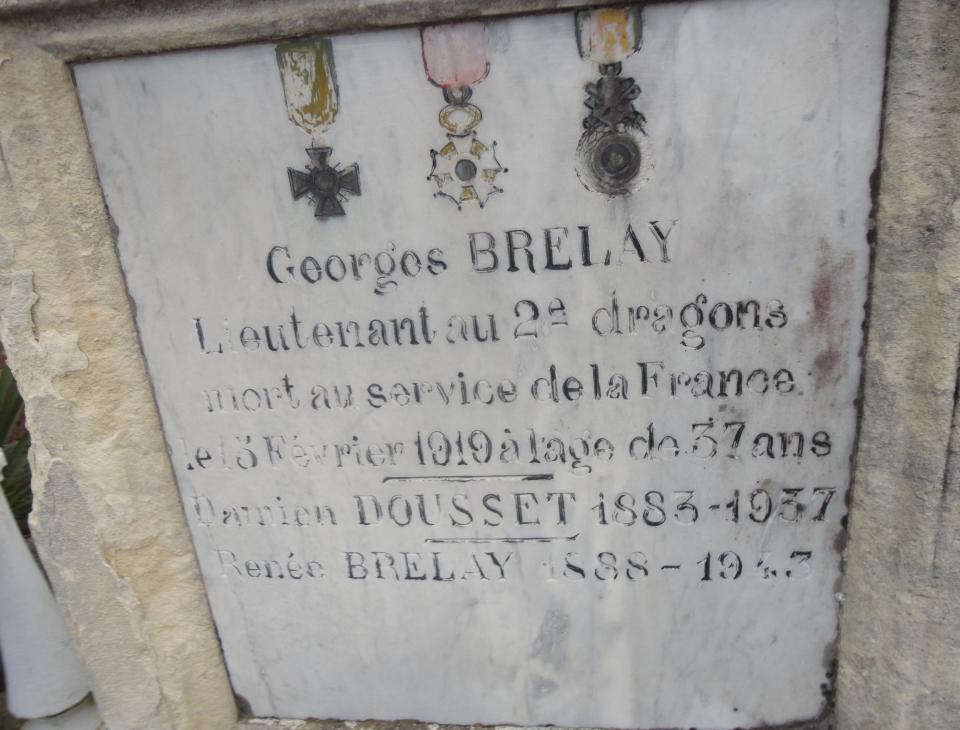 Georges BRELAY
Lieutenant au 2e dragons
mort au service de la France
le 13 Février 1919 à l'âge de 37 ans
Damien DOUSSET 1883-1937
Renée BRELAY 1888-1943